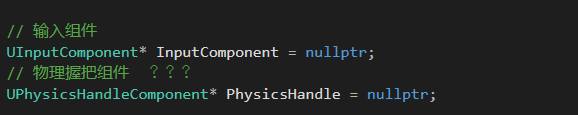 // 输入组件
UInputComponent* InputComponent = nullptr;
// 物理握把组件  ？？？
UPhysicsHandleComponent* PhysicsHandle = nullptr;